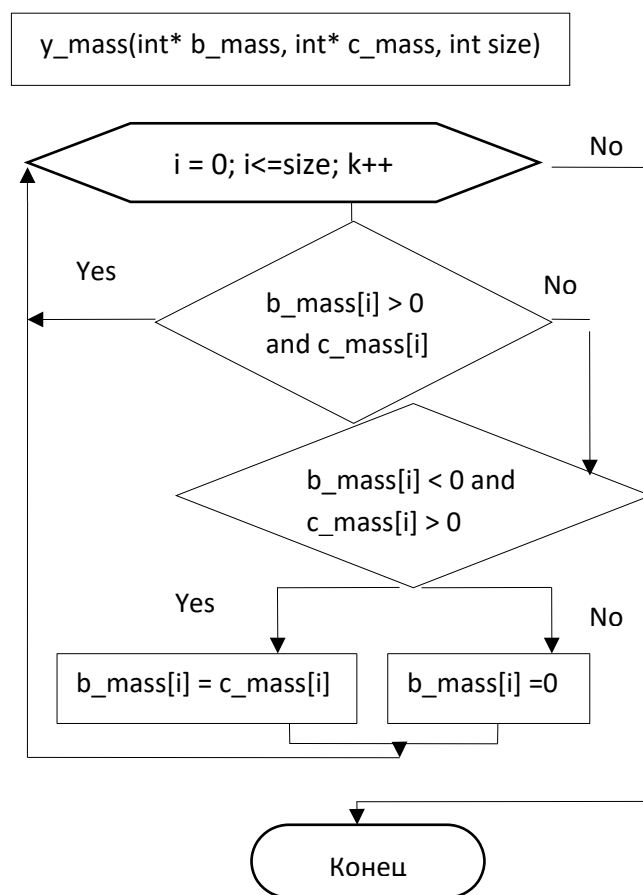 y_mass(int* b_mass, int* c_mass, int size)
No
i = 0; i<=size; k++
Yes
No
b_mass[i] > 0
and c_mass[i]
b_mass[i] < 0 and
c_mass[i] > 0
Yes
No
b_mass[i] = c_mass[i]
b_mass[i] =0
Конец